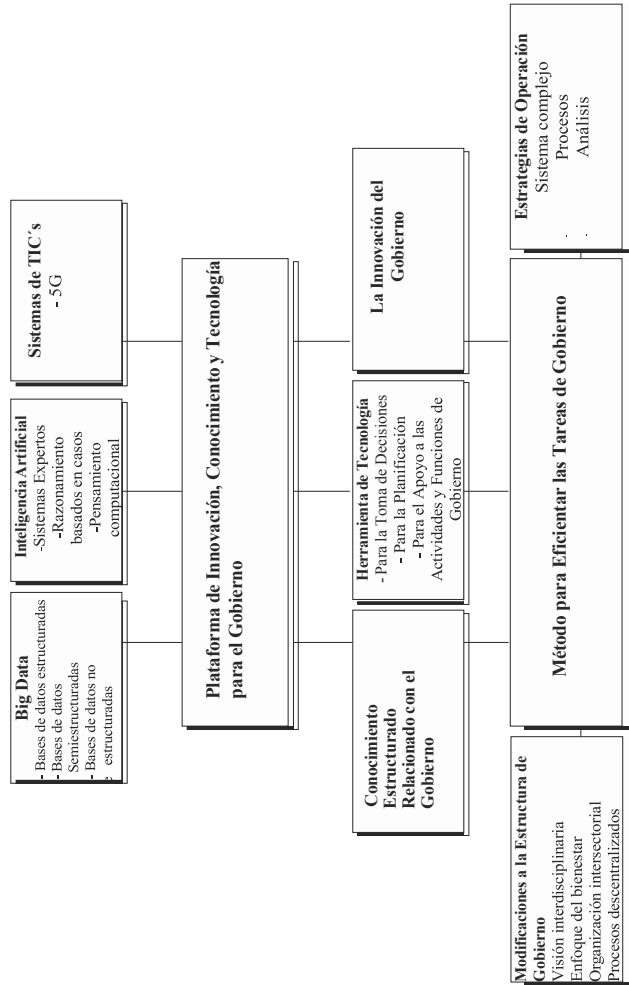 Big Data
- Bases de datos estructuradas
- Bases de datos
Semiestructuradas
- Bases de datos no
estructuradas
Inteligencia Artificial
-Sistemas Expertos
-Razonamiento
basados en casos
-Pensamiento
computacional
Sistemas de TIC´s
- 5G
Plataforma de Innovación, Conocimiento y Tecnología
para el Gobierno
Conocimiento
Estructurado
Relacionado con el
Gobierno
Herramienta de Tecnología
-Para la Toma de Decisiones
- Para la Planificación
- Para el Apoyo a las
Actividades y Funciones de
Gobierno
La Innovación del
Gobierno
Modificaciones a la Estructura de
Gobierno
Visión interdisciplinaria
Enfoque del bienestar
Organización intersectorial
Procesos descentralizados
Método para Eficientar las Tareas de Gobierno
Estrategias de Operación
Sistema complejo
Procesos
Análisis